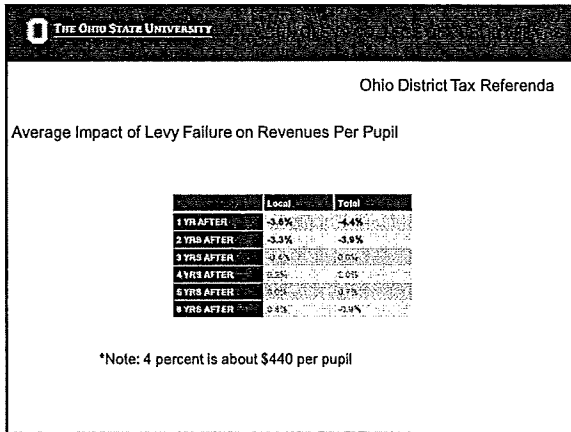 THE OHIO STATE UNIVERSITY
Ohio District Tax Referenda
Average Impact of Levy Failure on Revenues Per Pupil
Local Total
1 YR AFTER -4.4%
2 YRS AFTER -3.3% -3.9%
3 YRS AFTER
4 YRS AFTER
5 YRS AFTER
6 YRS AFTER
*Note: 4 percent is about $440 per pupil